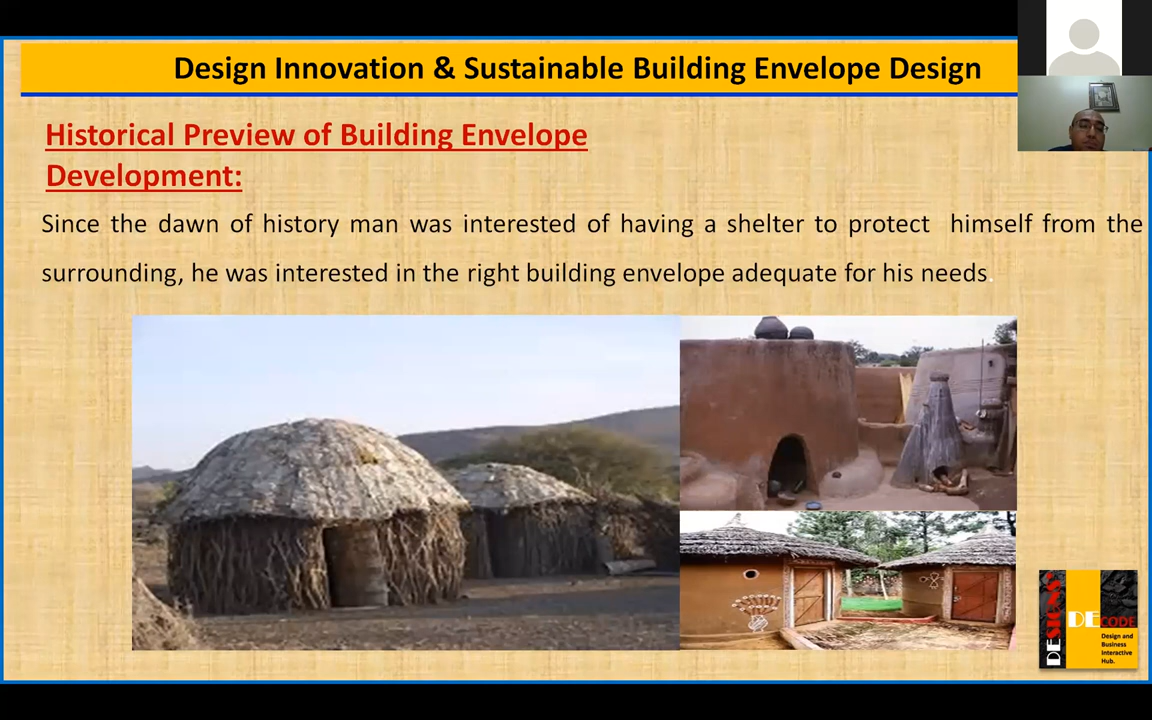 Design Innovation & Sustainable Building Envelope Design
Historical Preview of Building Envelope
Development:
Since the dawn of history man was interested of having a shelter to protect himself from the
surrounding, he was interested in the right building envelope adequate for his needs.
DESIGNS
DECODE
Design and
Business
Interactive
Hub.